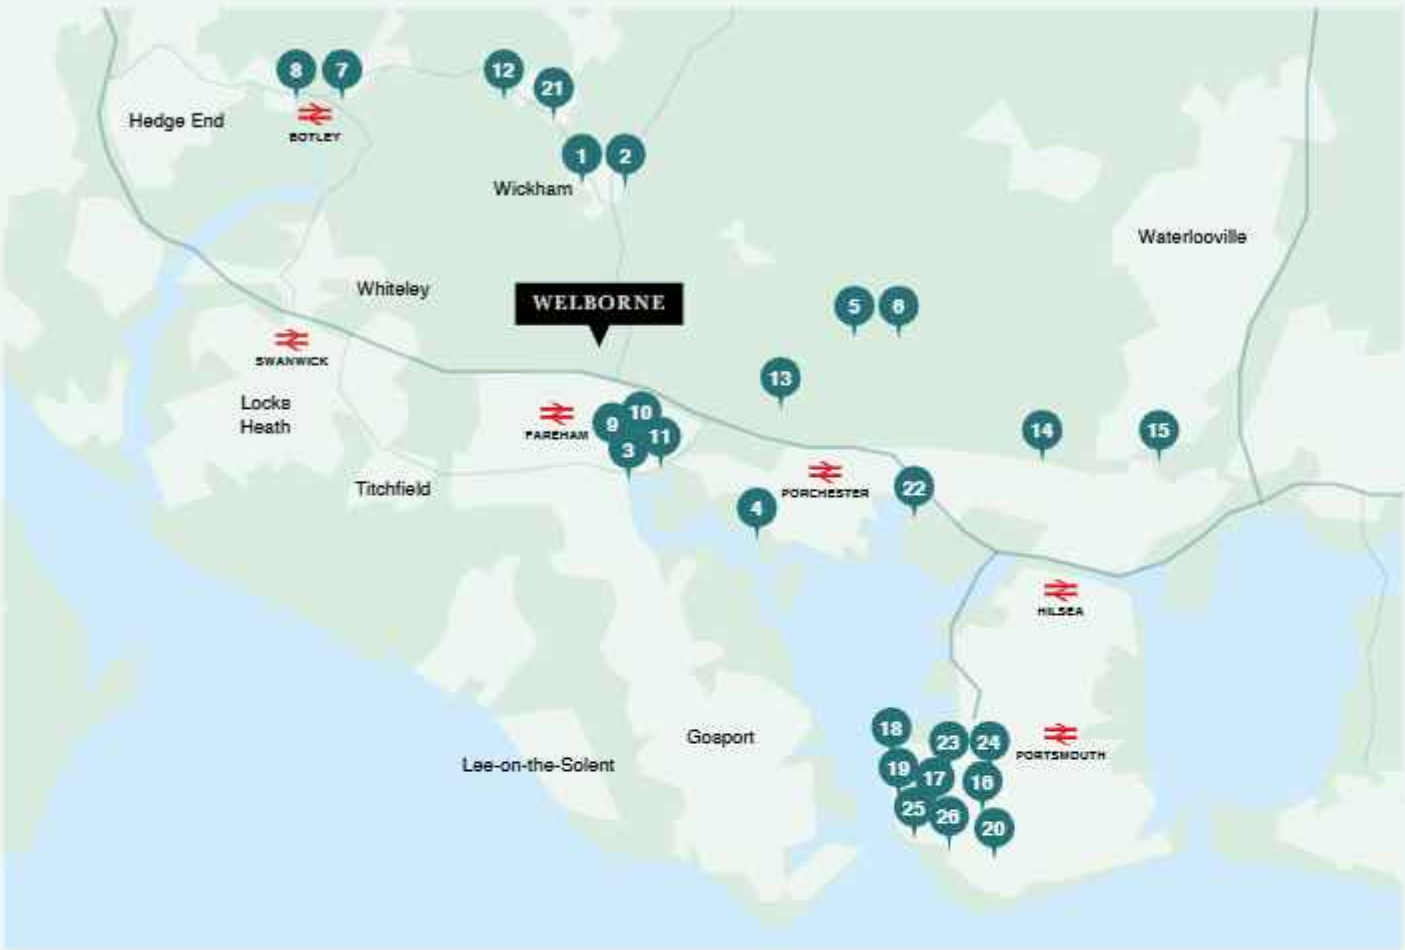 8
7
12
21
Hedge End
BOTLEY
1
2
Wickham
Waterlooville
Whiteley
WELBORNE
5
6
SWANWICK
13
Locks
Heath
FAREHAM
9
10
11
3
14
15
Titchfield
4
PORCHESTER
22
HILSEA
18
23
24
Gosport
PORTSMOUTH
Lee-on-the-Solent
19
17
16
25
26
20